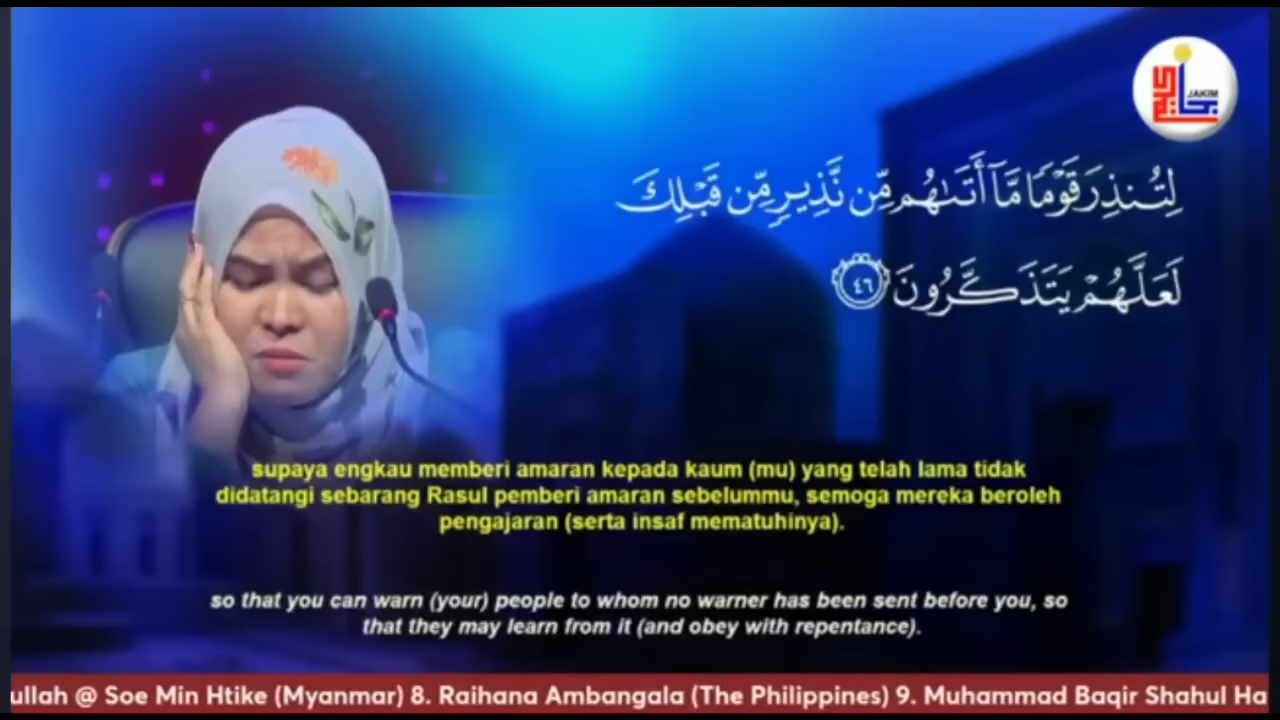 JAKIM
لِتُنذِرَ قَوْمًا مَّآ أَتَىٰهُم مِّن نَّذِيرٍ مِّن قَبْلِكَ
لَعَلَّهُمْ يَتَذَكَّرُونَ ٤٦
supaya engkau memberi amaran kepada kaum (mu) yang telah lama tidak
didatangi sebarang Rasul pemberi amaran sebelummu, semoga mereka beroleh
pengajaran (serta insaf mematuhinya).
so that you can warn (your) people to whom no warner has been sent before you, so
that they may learn from it (and obey with repentance).
ullah @ Soe Min Htike (Myanmar) 8. Raihana Ambangala (The Philippines) 9. Muhammad Baqir Shahul Ha